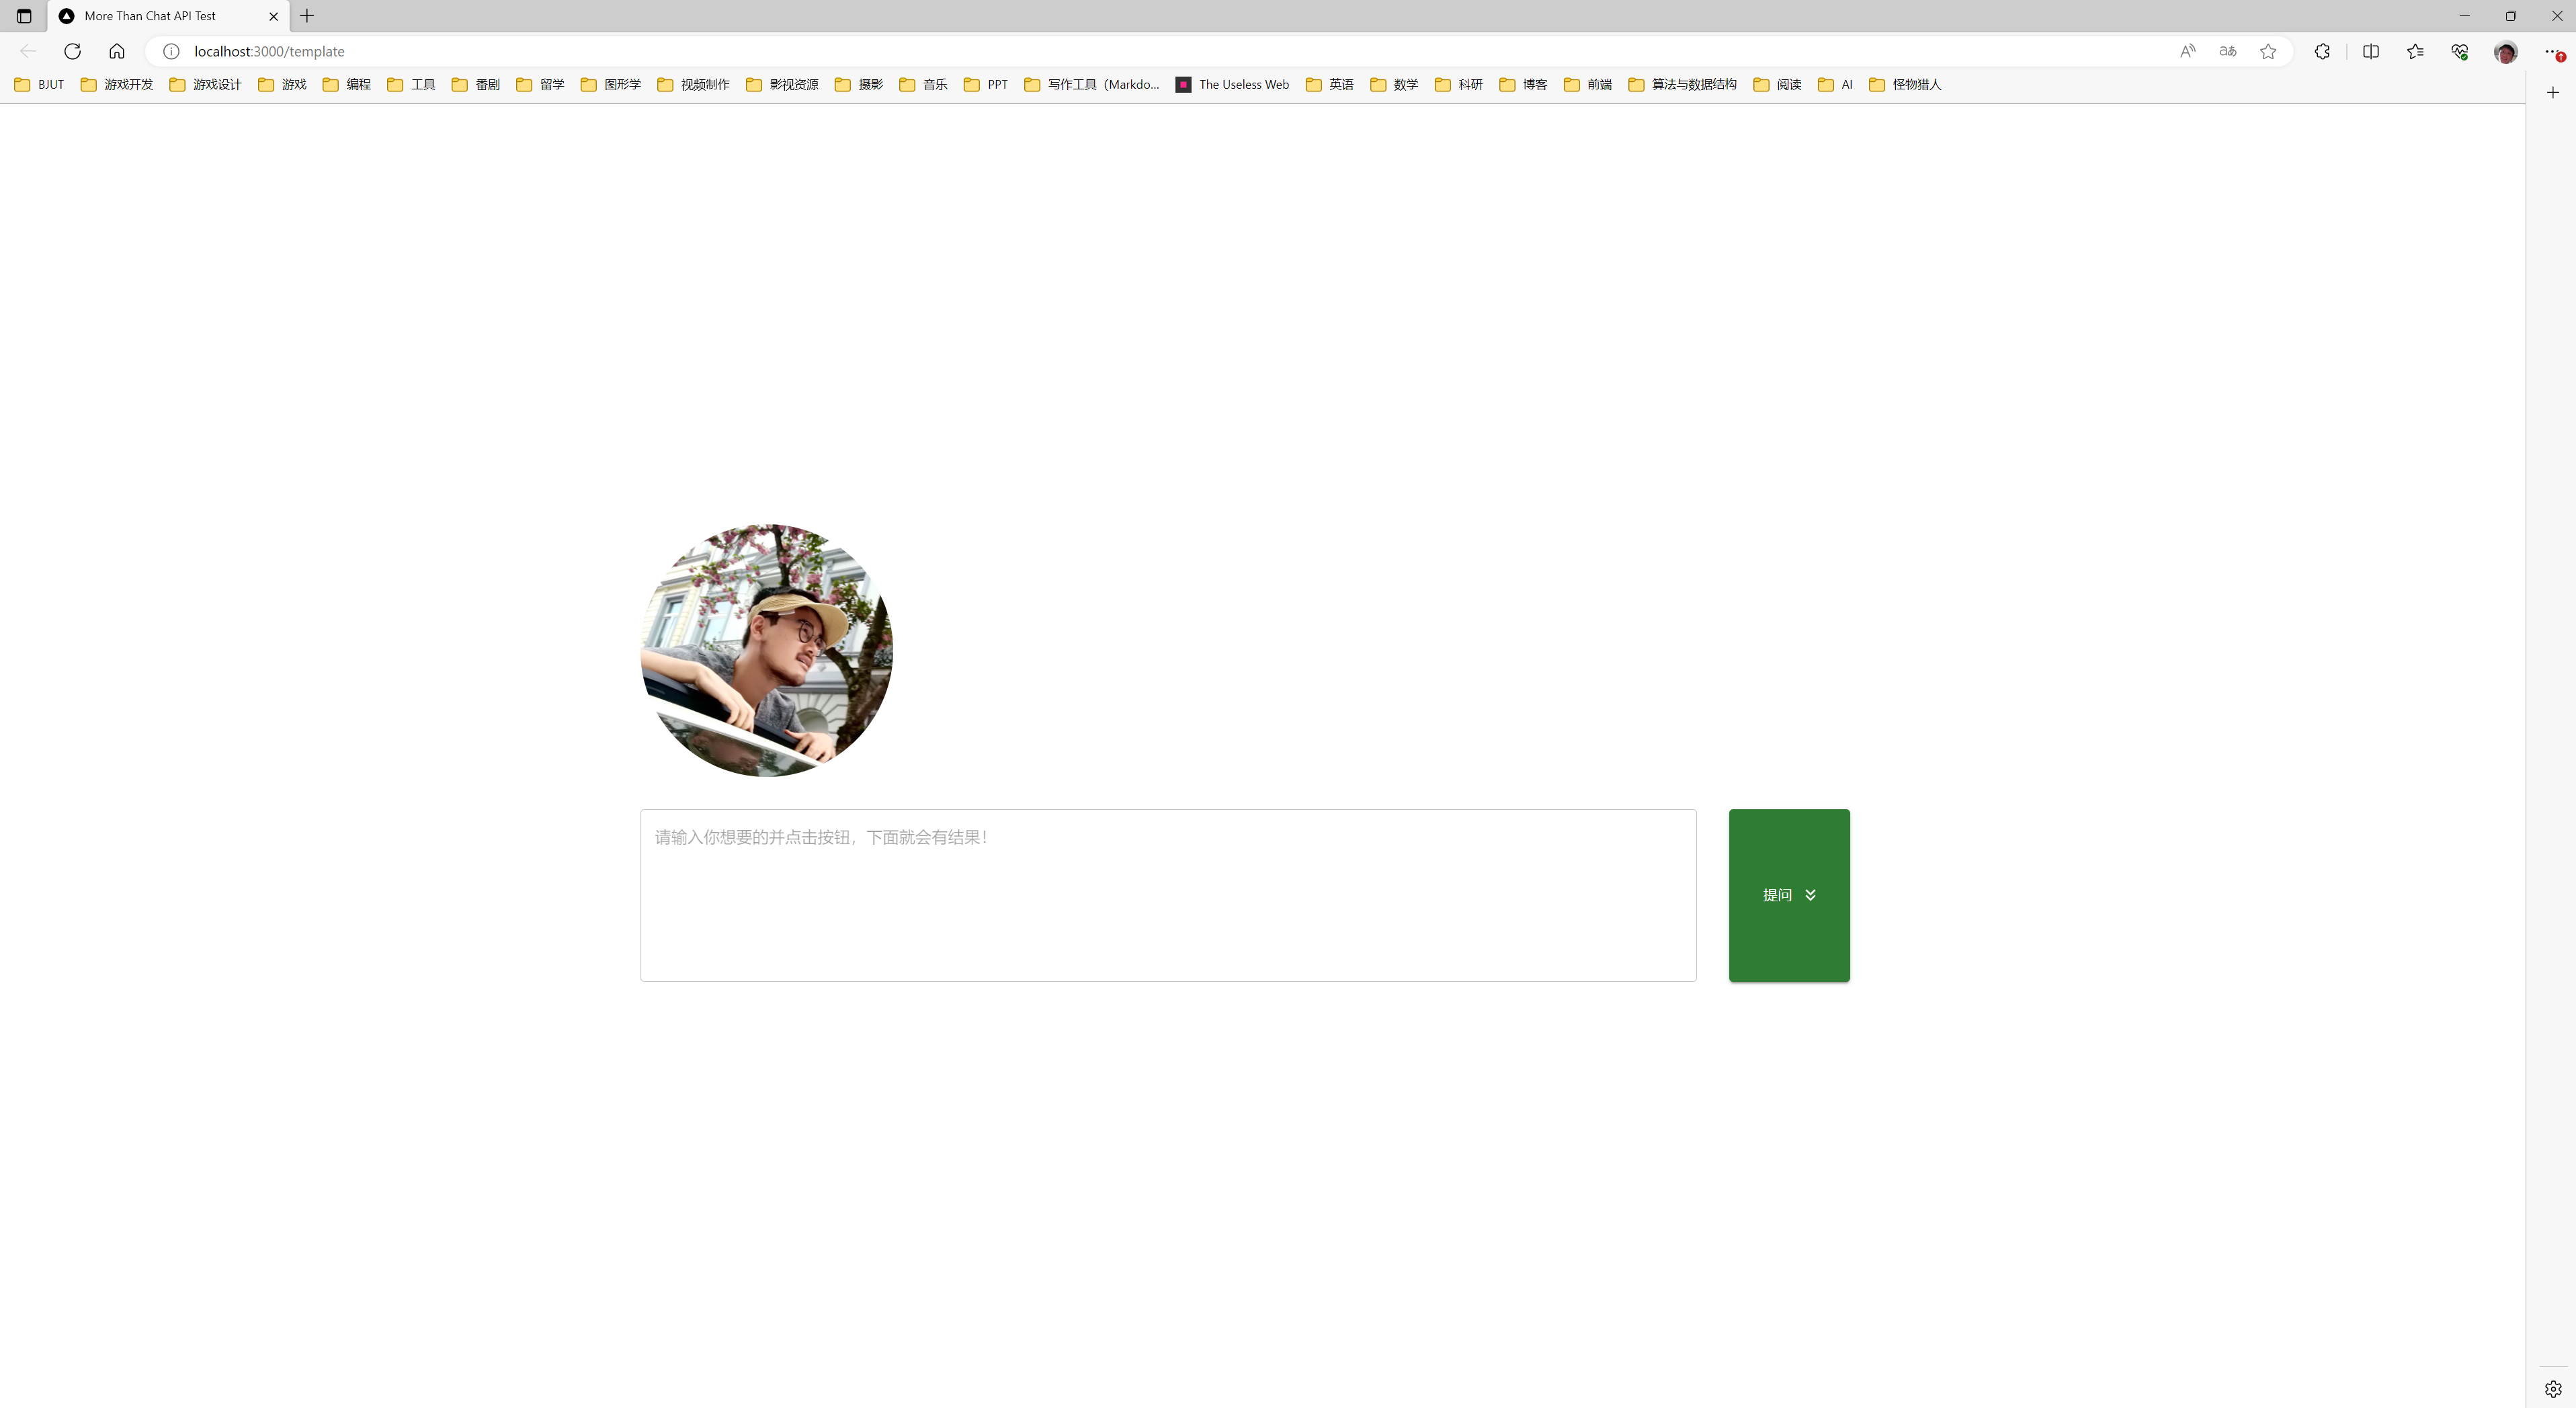 More Than Chat API Test
localhost:3000/template
BJUT 游戏开发 游戏设计 游戏 编程 工具 番剧 留学 图形学 视频制作 影视资源 摄影 音乐 PPT 写作工具（Markdo... The Useless Web 英语 数学 科研 博客 前端 算法与数据结构 阅读 AI 怪物猎人
请输入你想要的并点击按钮，下面就会有结果！
提问